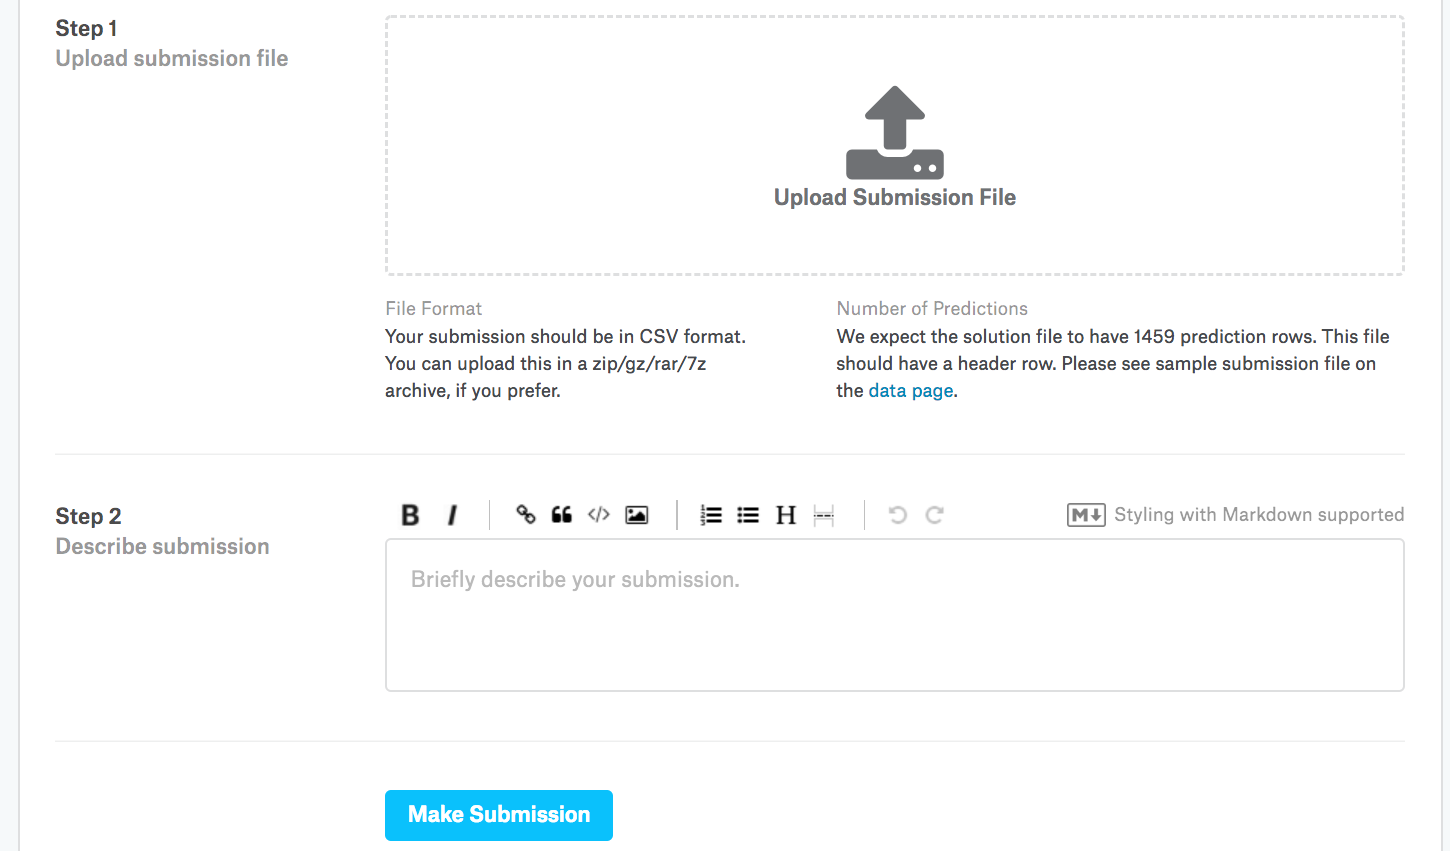 Step 1
Upload submission file
Upload Submission File
File Format
Your submission should be in CSV format.
You can upload this in a zip/gz/rar/7z
archive, if you prefer.
Number of Predictions
We expect the solution file to have 1459 prediction rows. This file
should have a header row. Please see sample submission file on
the data page.
Step 2
Describe submission
B I H M Styling with Markdown supported
Briefly describe your submission.
Make Submission